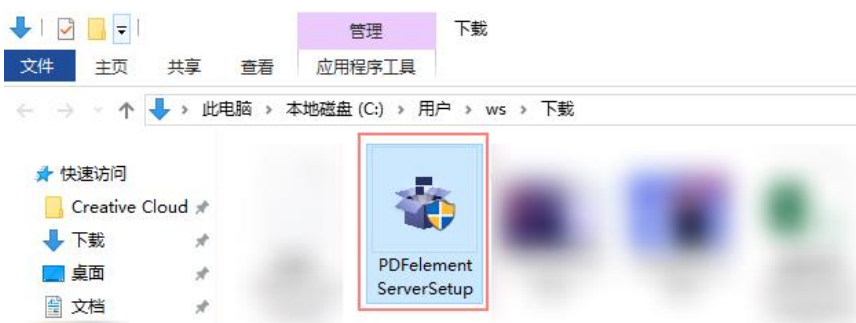 管理
下载
文件 主页 共享 查看 应用程序工具
此电脑 › 本地磁盘 (C:) › 用户 › ws › 下载
快速访问
Creative Cloud
下载
桌面
文档
PDFelement
ServerSetup